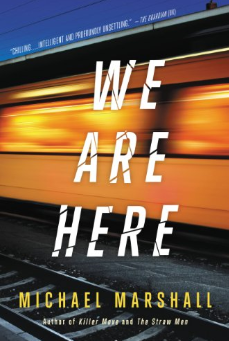 "CHILLING.....INTELLIGENT AND PROFOUNDLY UNSETTLING." – THE GUARDIAN (UK)
WE
ARE
HERE
MICHAEL MARSHALL
Author of Killer Move and The Straw Men